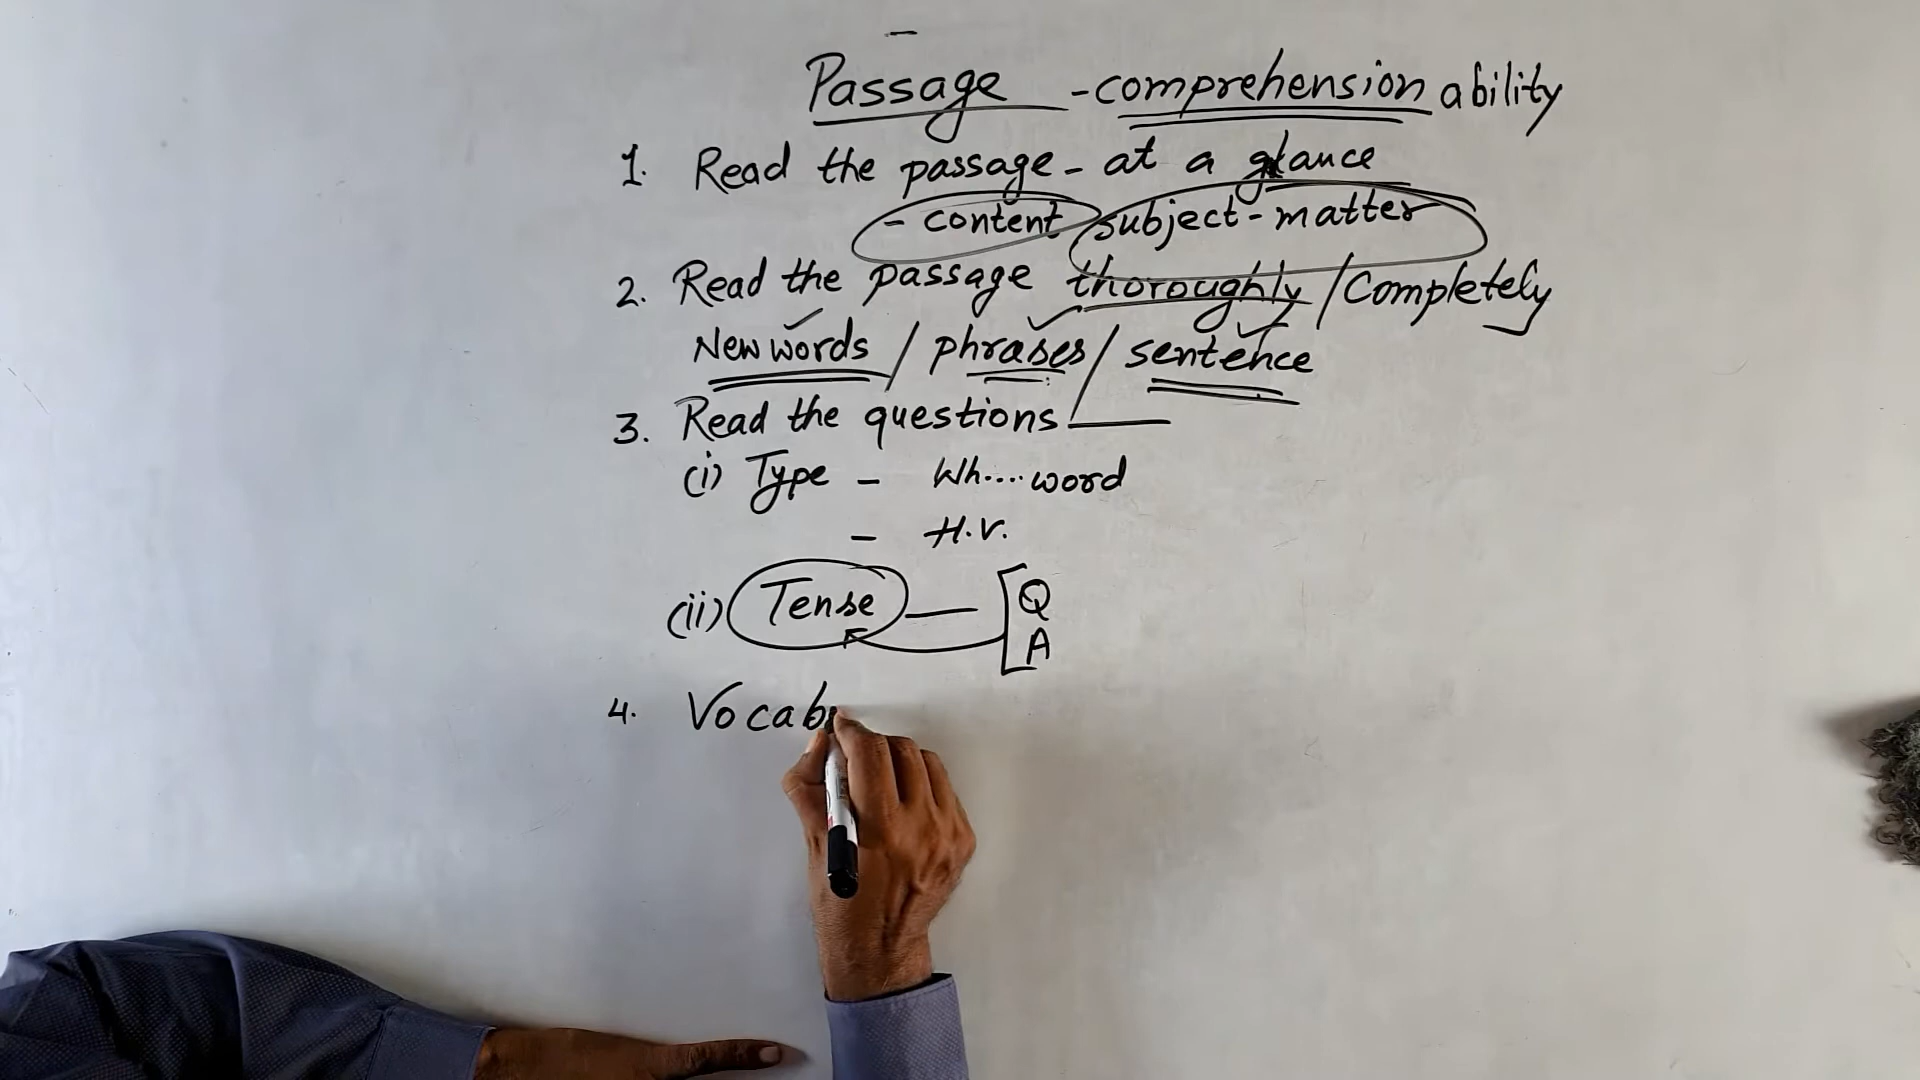 Passage - comprehension ability
1. Read the passage - at a glance
- content subject-matter
2. Read the passage thoroughly / Completely
New words / phrases / sentence
3. Read the questions
(i) Type - Wh....word
- H.V.
(ii) Tense — Q
A
4. Vocab